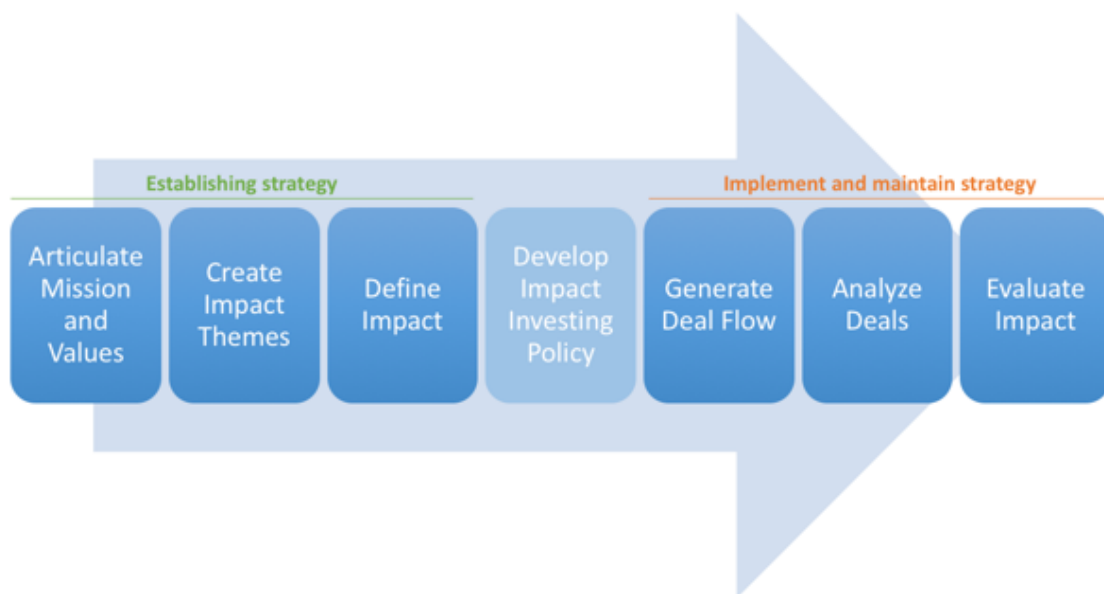 Establishing strategy
Implement and maintain strategy
Articulate
Mission
and
Values
Create
Impact
Themes
Define
Impact
Develop
Impact
Investing
Policy
Generate
Deal Flow
Analyze
Deals
Evaluate
Impact